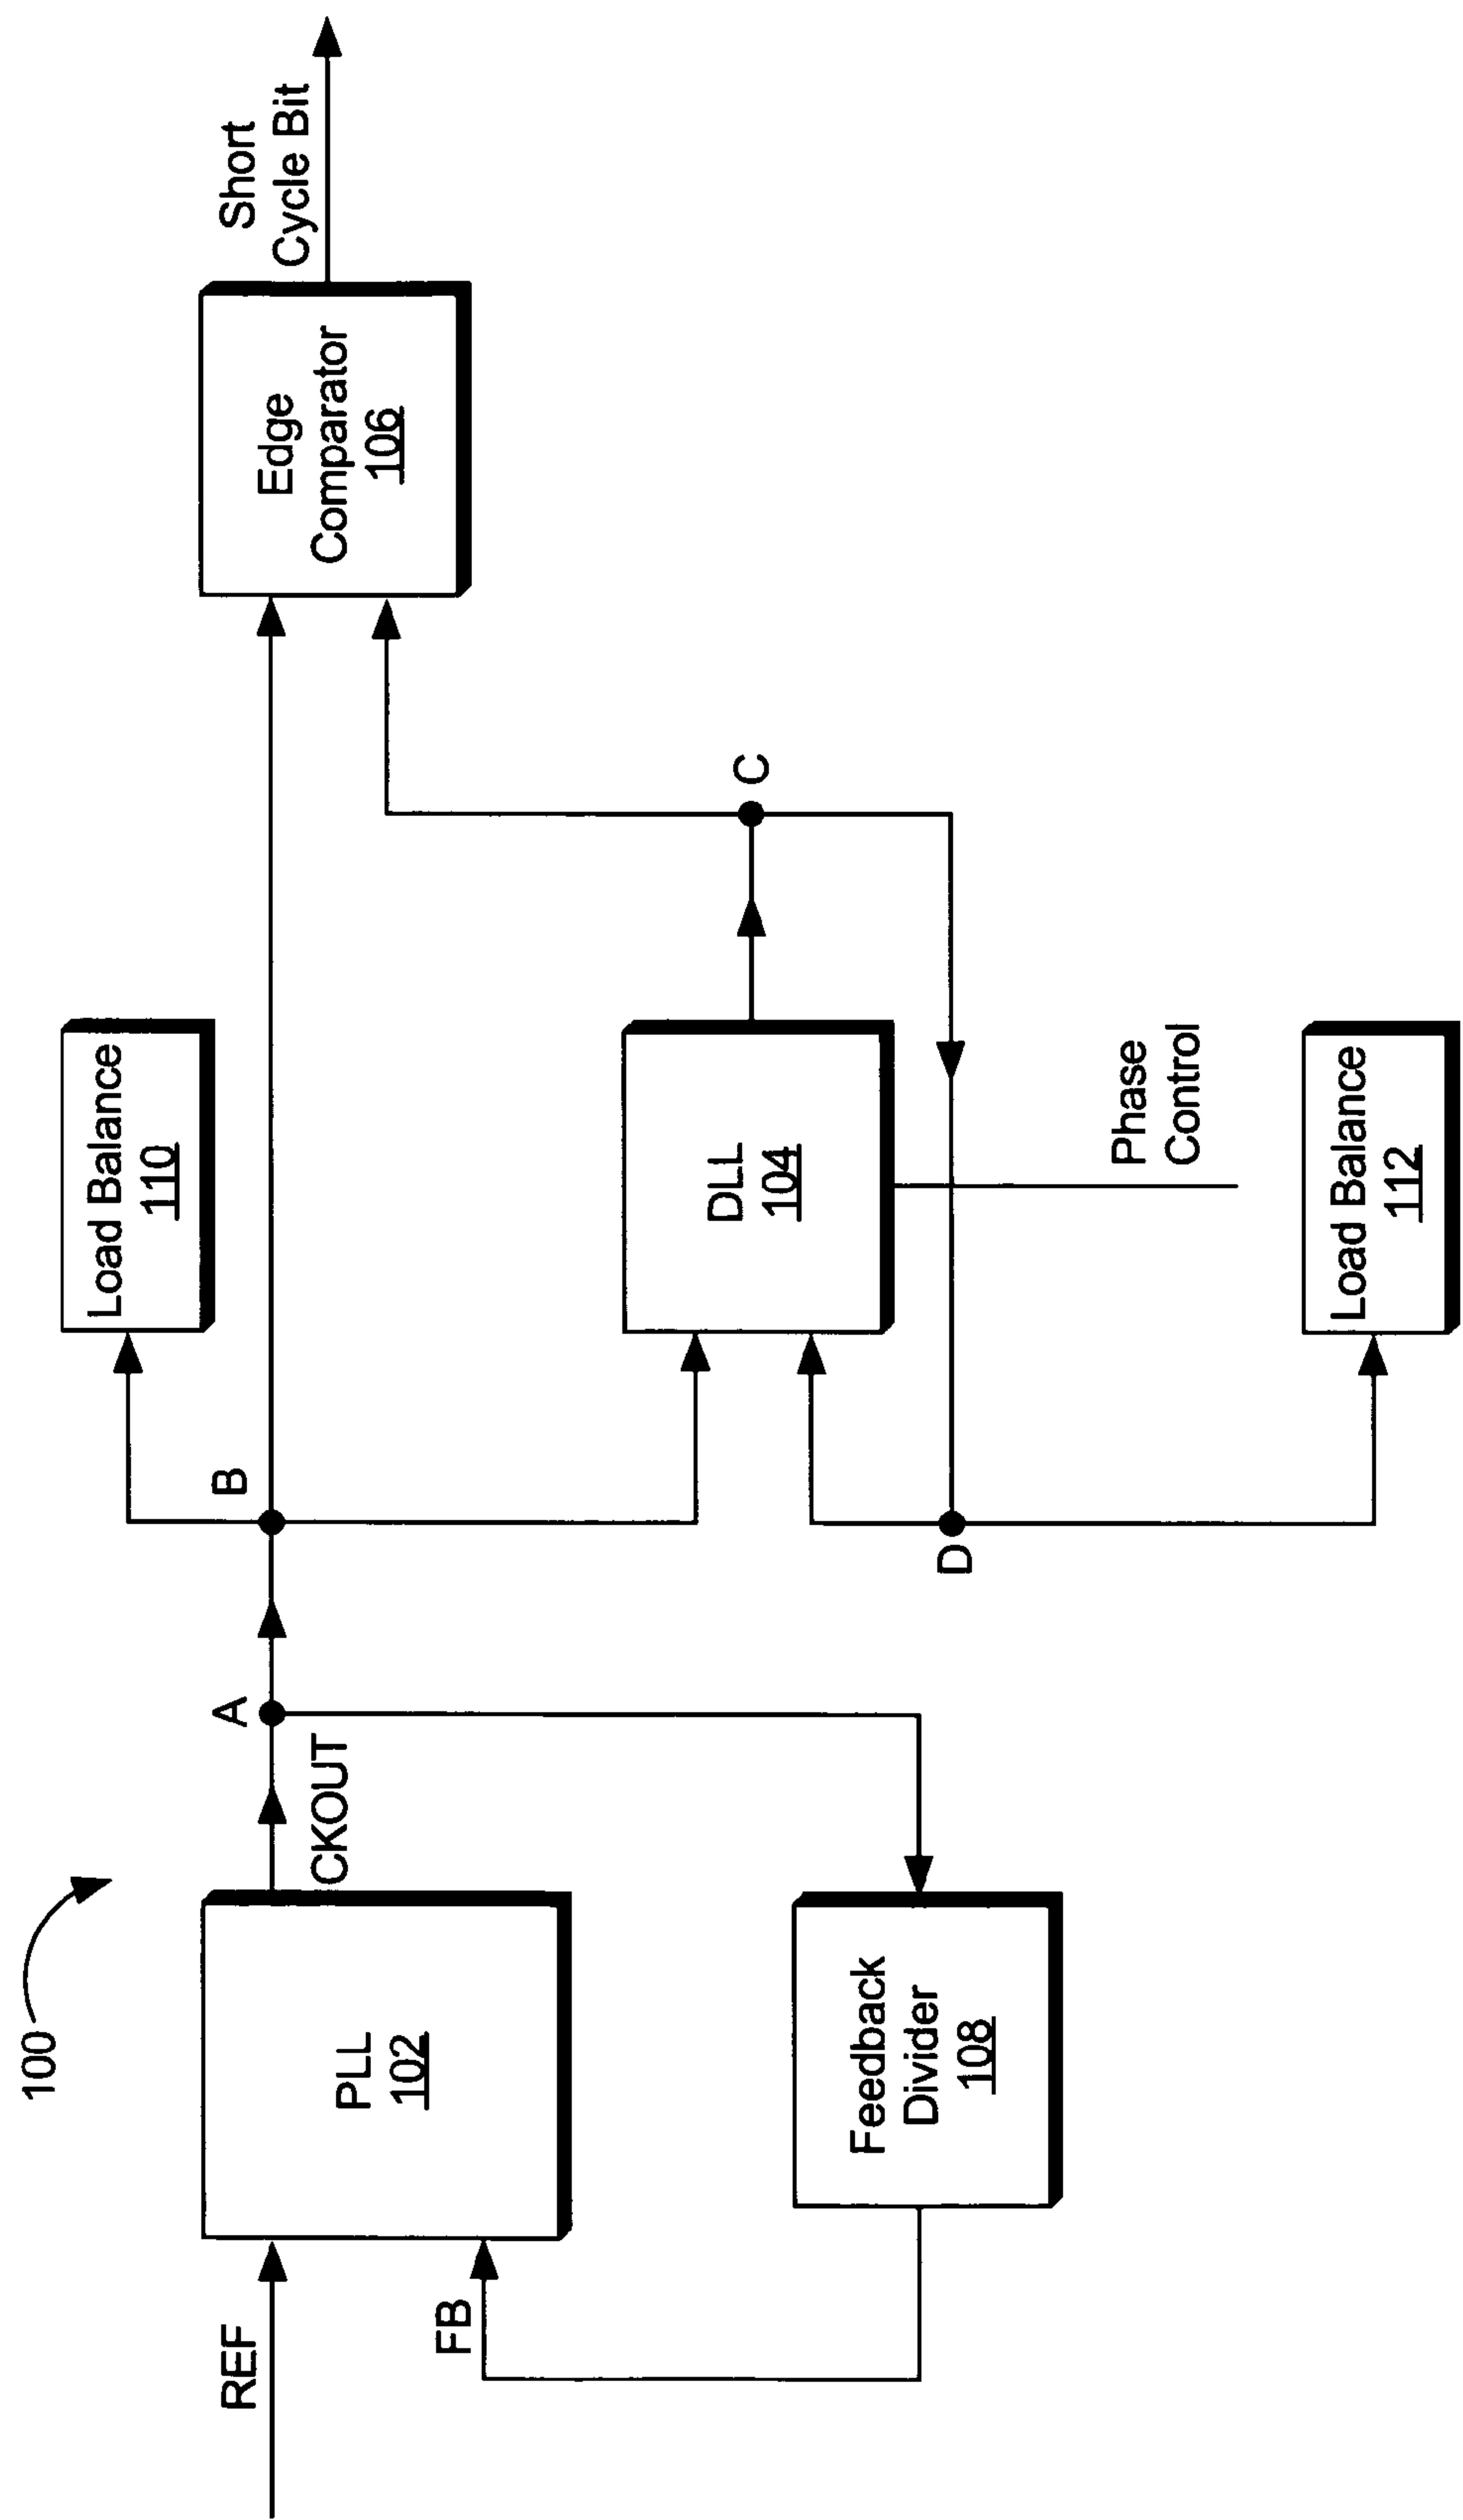 100
REF
FB
PLL
102
CKOUT
Feedback
Divider
108
A
B
D
Load Balance
110
DLL
104
Phase
Control
Load Balance
112
C
Edge
Comparator
106
Short
Cycle Bit